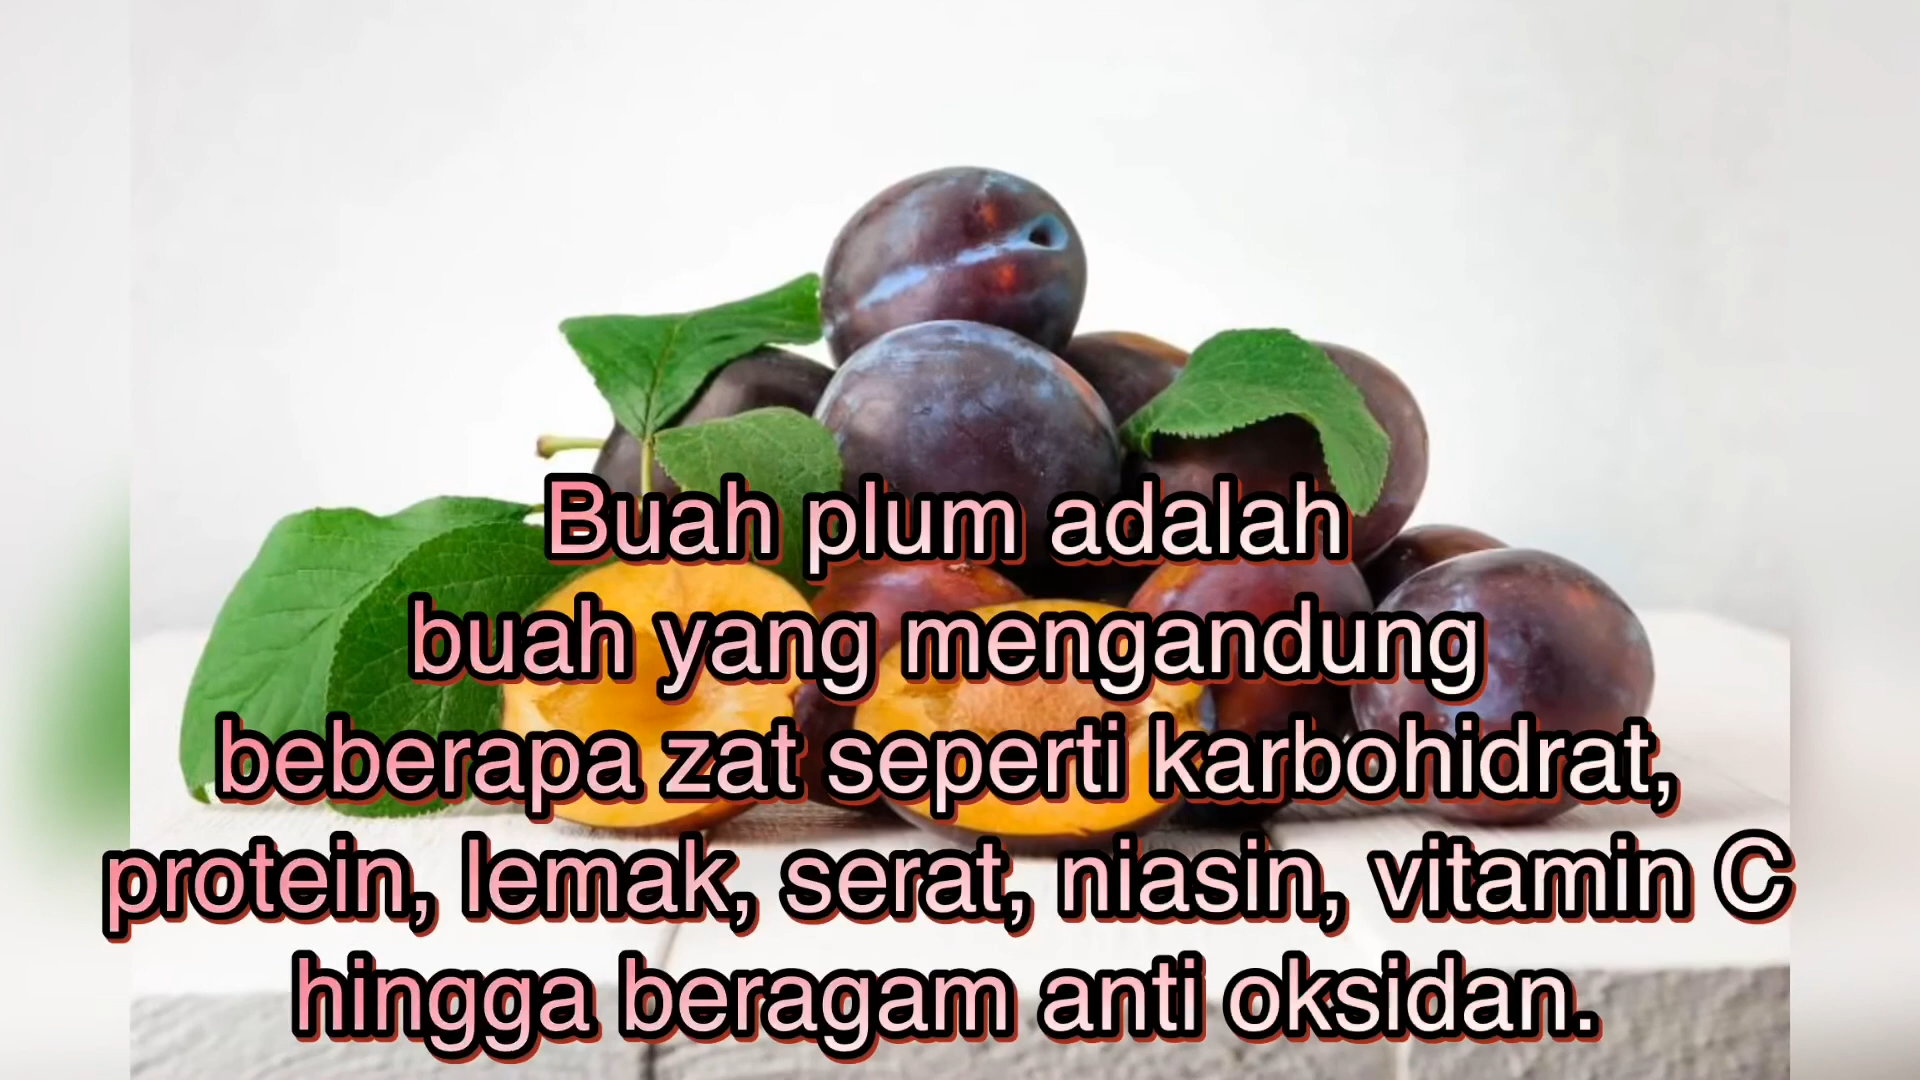 Buah plum adalah
buah yang mengandung
beberapa zat seperti karbohidrat,
protein, lemak, serat, niasin, vitamin C
hingga beragam anti oksidan.